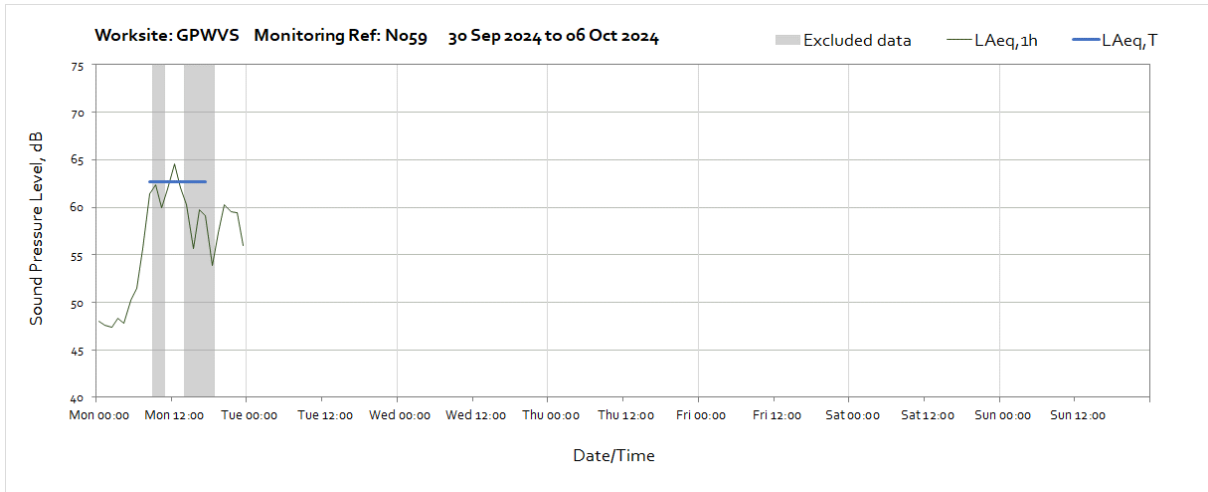 Worksite: GPWVS Monitoring Ref: N059 30 Sep 2024 to 06 Oct 2024
Excluded data LAeq,1h LAeq,T
75
70
65
60
55
50
45
40
Sound Pressure Level, dB
Mon 00:00 Mon 12:00 Tue 00:00 Tue 12:00 Wed 00:00 Wed 12:00 Thu 00:00 Thu 12:00 Fri 00:00 Fri 12:00 Sat 00:00 Sat 12:00 Sun 00:00 Sun 12:00
Date/Time